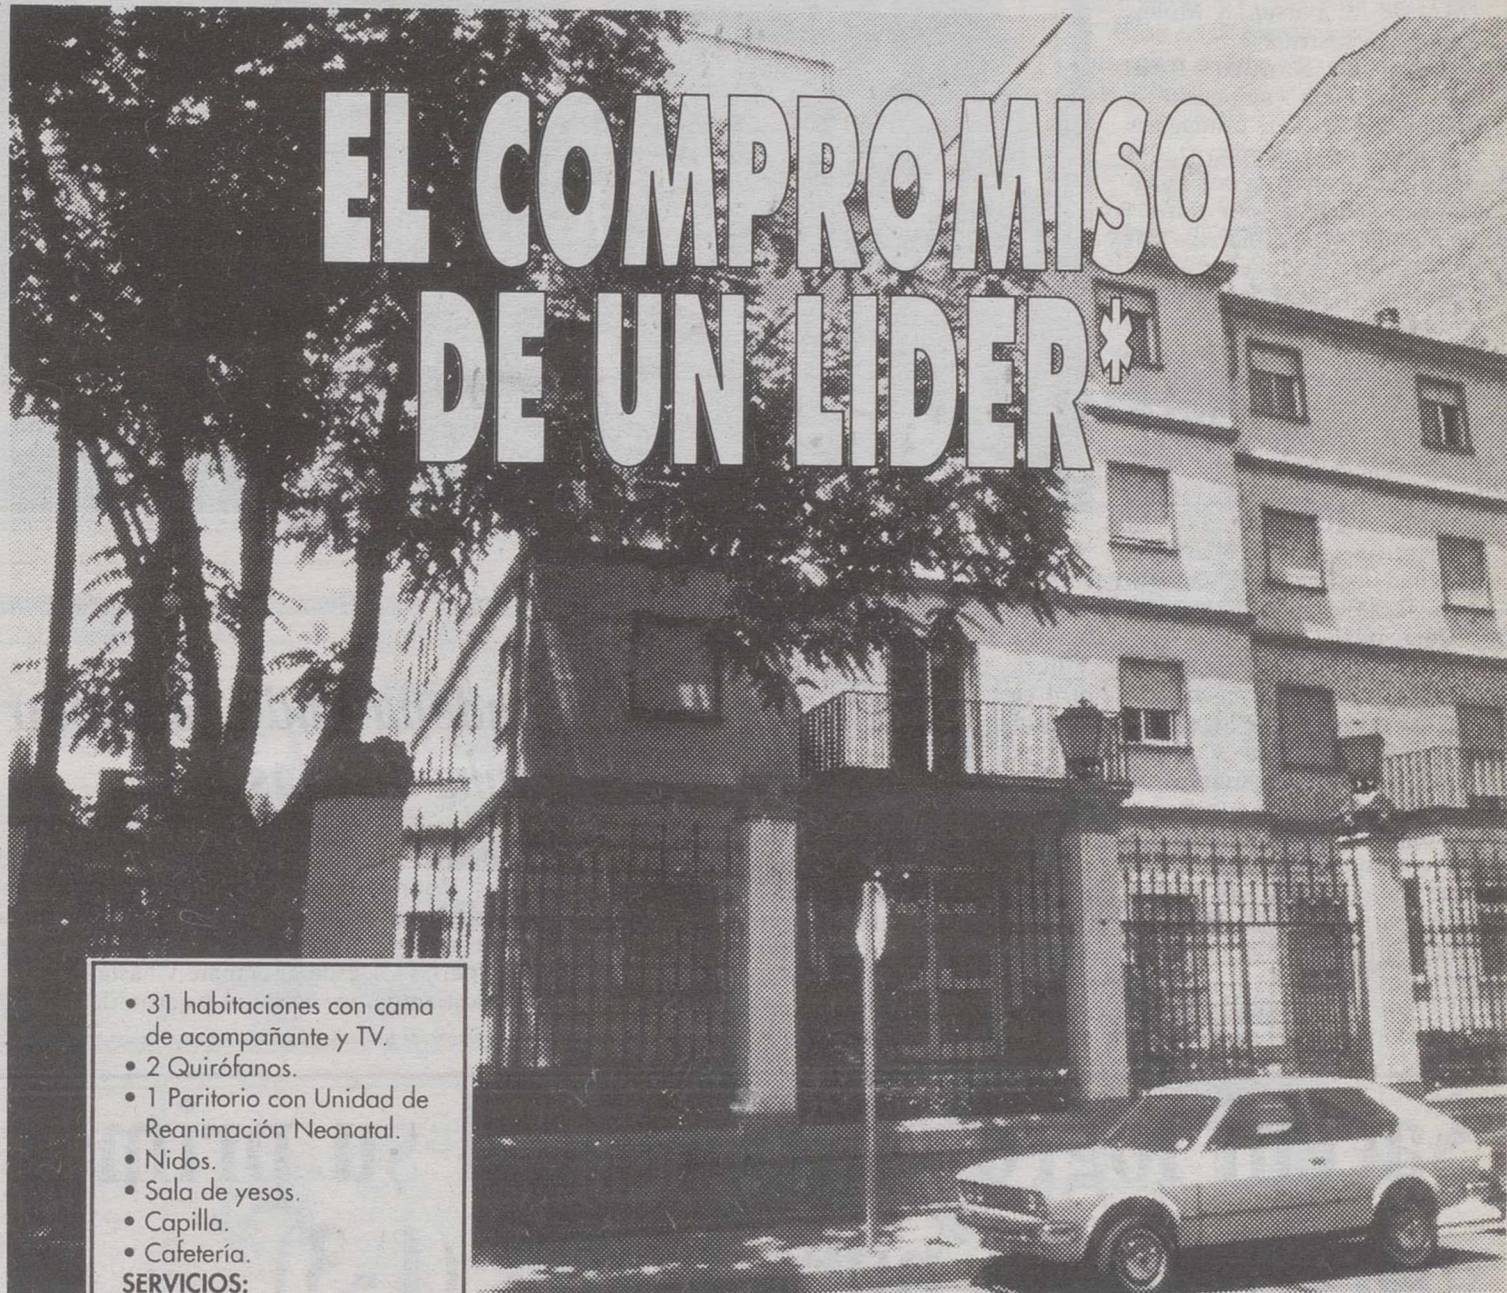 EL COMPROMISO
DE UN LIDER*
• 31 habitaciones con cama
de acompañante y TV.
• 2 Quirófanos.
• 1 Paritorio con Unidad de
Reanimación Neonatal.
• Nidos.
• Sala de yesos.
• Capilla.
• Cafetería.
SERVICIOS: